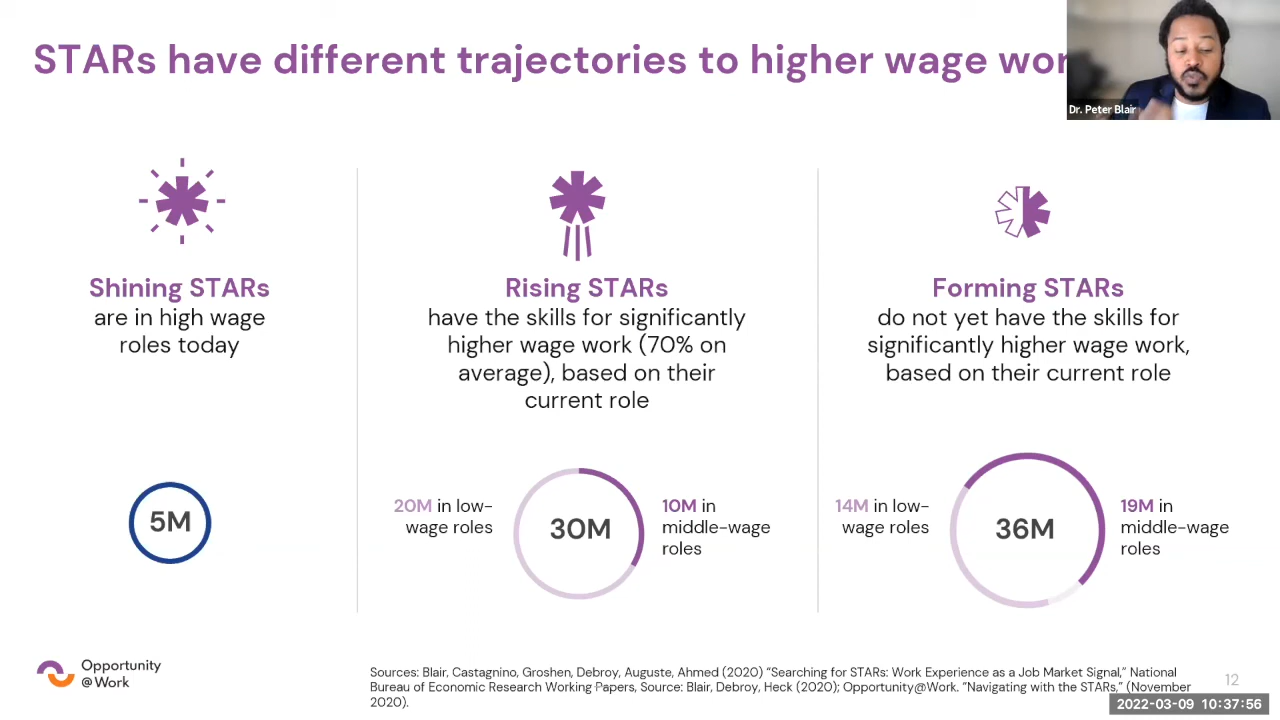 STARs have different trajectories to higher wage wor
Dr. Peter Blair
Shining STARs
are in high wage
roles today
5M
Rising STARs
have the skills for significantly
higher wage work (70% on
average), based on their
current role
20M in low-
wage roles
30M
10M in
middle-wage
roles
Forming STARs
do not yet have the skills for
significantly higher wage work,
based on their current role
14M in low-
wage roles
36M
19M in
middle-wage
roles
Opportunity
@Work
Sources: Blair, Castagnino, Groshen, Debroy, Auguste, Ahmed (2020) “Searching for STARs: Work Experience as a Job Market Signal,” National
Bureau of Economic Research Working Papers, Source: Blair, Debroy, Heck (2020); Opportunity@Work. “Navigating with the STARs,” (November
2020).
12
2022-03-09 10:37:56